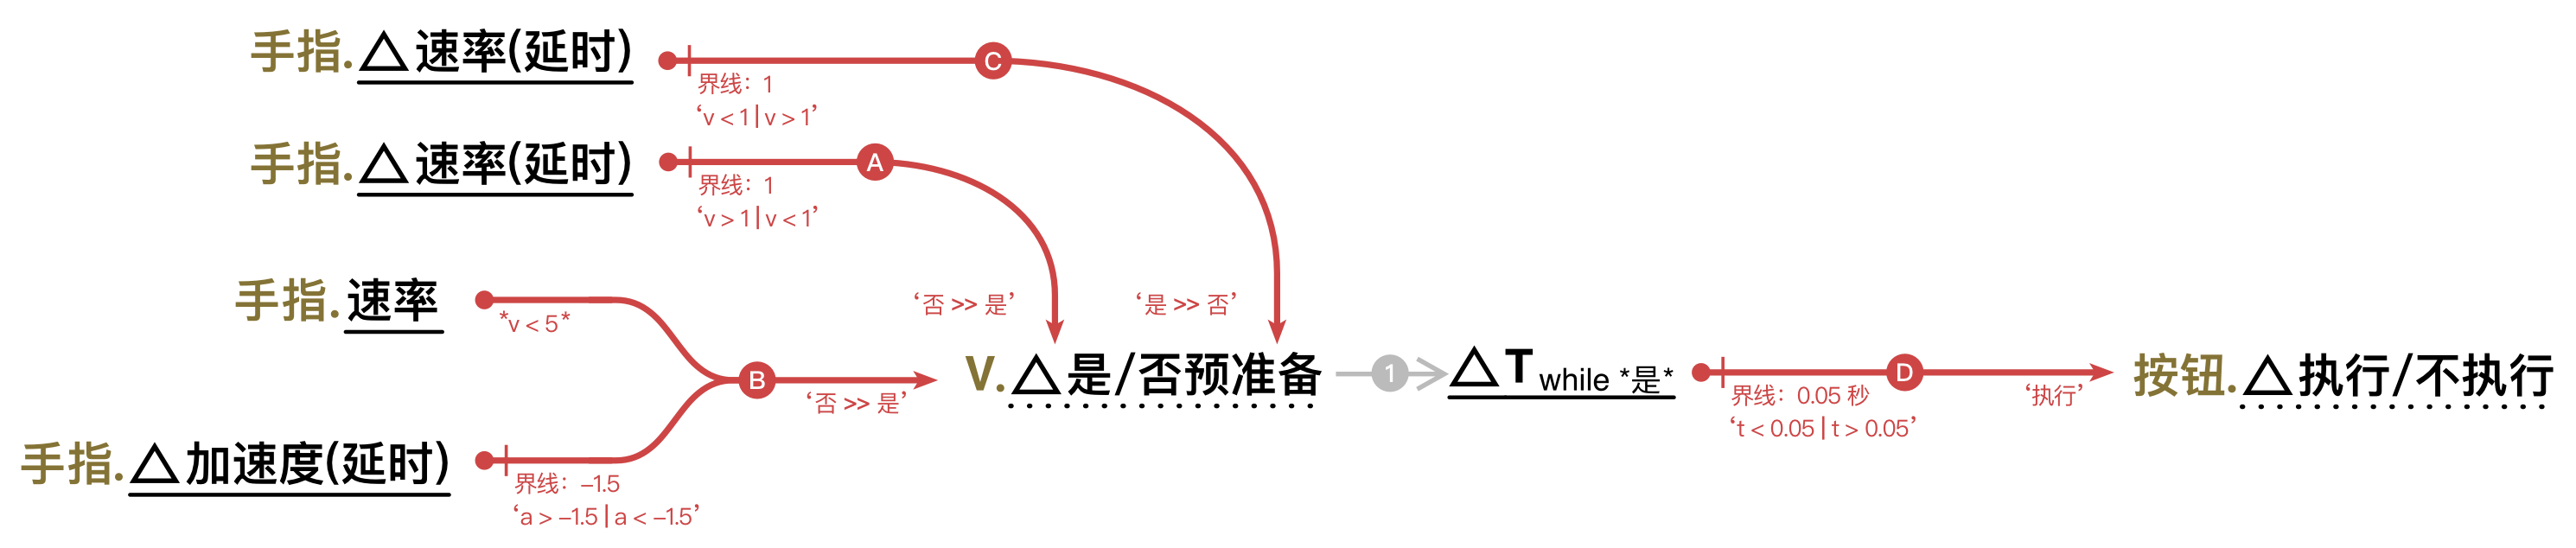 手指.△速率(延时)
C
界线：1
‘v < 1 | v > 1’
手指.△速率(延时)
A
界线：1
‘v > 1 | v < 1’
手指.速率
*v < 5*
‘否 >> 是’
‘是 >> 否’
B
‘否 >> 是’
V.△是/否预准备
1
△T while *是*
D
界线：0.05 秒
‘t < 0.05 | t > 0.05’
‘执行’
按钮.△执行/不执行
手指.△加速度(延时)
界线：–1.5
‘a > –1.5 | a < –1.5’